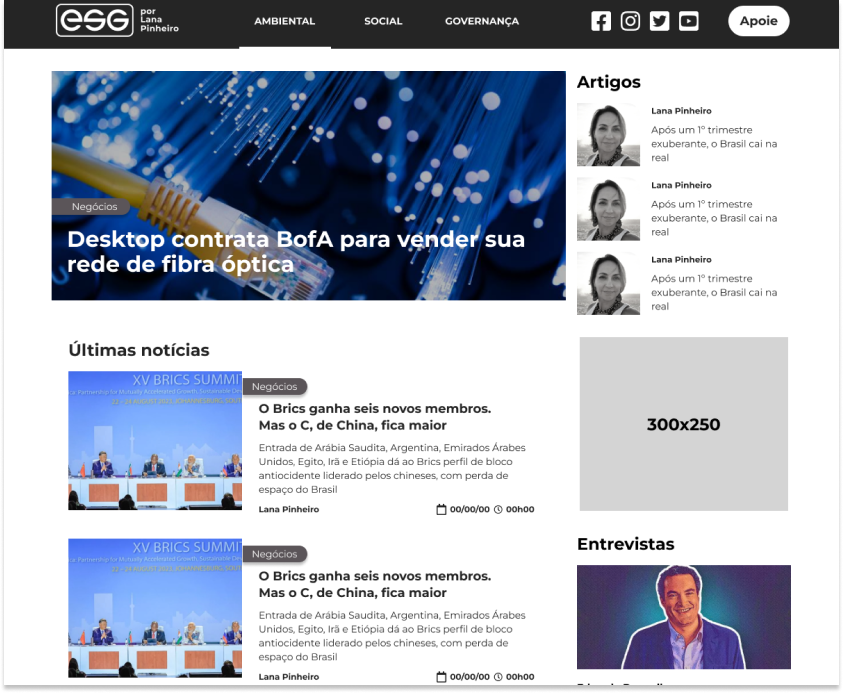 esg
por
Lana
Pinheiro
AMBIENTAL
SOCIAL
GOVERNANÇA
Apoie
Negócios
Desktop contrata BofA para vender sua
rede de fibra óptica
Artigos
Lana Pinheiro
Após um 1º trimestre
exuberante, o Brasil cai na
real
Lana Pinheiro
Após um 1º trimestre
exuberante, o Brasil cai na
real
Lana Pinheiro
Após um 1º trimestre
exuberante, o Brasil cai na
real
Últimas notícias
XV BRICS SUMMIT
Negócios
O Brics ganha seis novos membros.
Mas o C, de China, fica maior
Entrada de Arábia Saudita, Argentina, Emirados Árabes
Unidos, Egito, Irã e Etiópia dá ao Brics perfil de bloco
antiocidente liderado pelos chineses, com perda de
espaço do Brasil
Lana Pinheiro
00/00/00
00h00
XV BRICS SUMMIT
Negócios
O Brics ganha seis novos membros.
Mas o C, de China, fica maior
Entrada de Arábia Saudita, Argentina, Emirados Árabes
Unidos, Egito, Irã e Etiópia dá ao Brics perfil de bloco
antiocidente liderado pelos chineses, com perda de
espaço do Brasil
Lana Pinheiro
00/00/00
00h00
300x250
Entrevistas